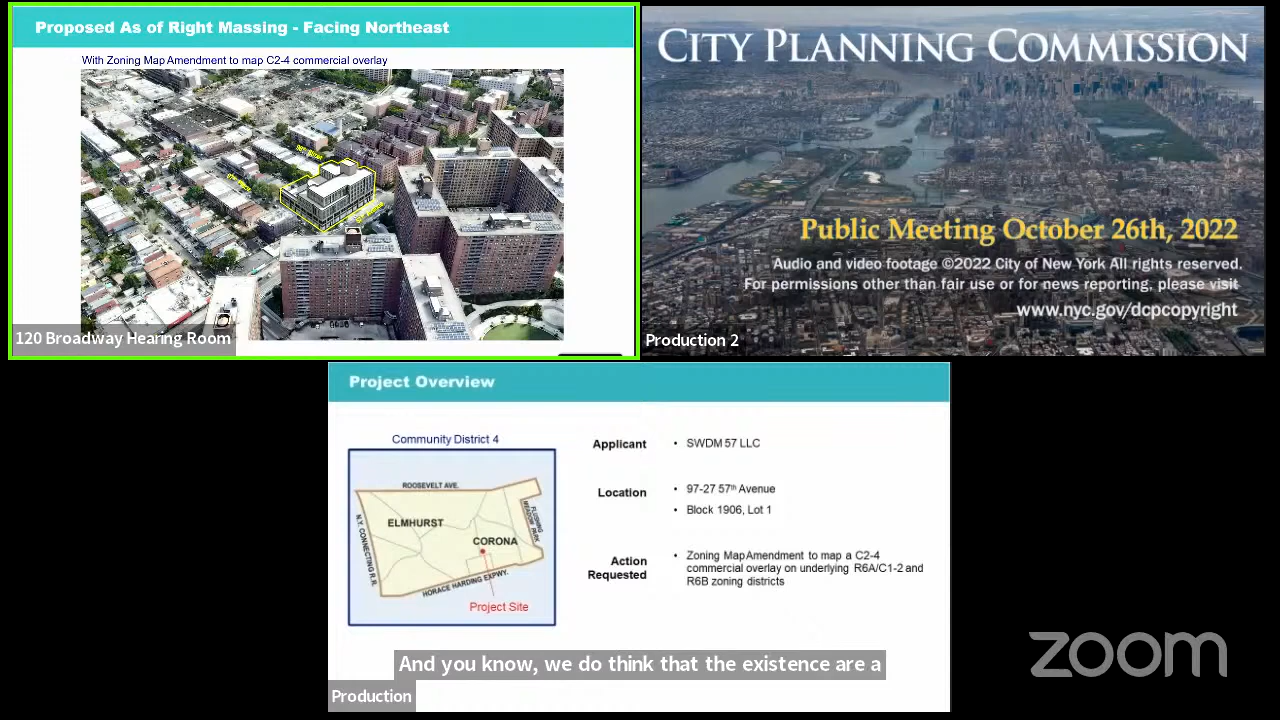 Proposed As of Right Massing - Facing Northeast
With Zoning Map Amendment to map C2-4 commercial overlay
120 Broadway Hearing Room
CITY PLANNING COMMISSION
Public Meeting October 26th, 2022
Audio and video footage ©2022 City of New York All rights reserved.
For permissions other than fair use or for news reporting, please visit
www.nyc.gov/dcpcopyright
Production 2
Project Overview
Community District 4
ROOSEVELT AVE.
ELMHURST
CORONA
FLUSHING
MEADOW PARK
N.Y. CONNECTING R.R.
HORACE HARDING EXPWY.
Project Site
Applicant
• SWDM 57 LLC
Location
• 97-27 57th Avenue
• Block 1906, Lot 1
Action
Requested
• Zoning Map Amendment to map a C2-4
commercial overlay on underlying R6A/C1-2 and
R6B zoning districts
And you know, we do think that the existence are a
Production
zoom